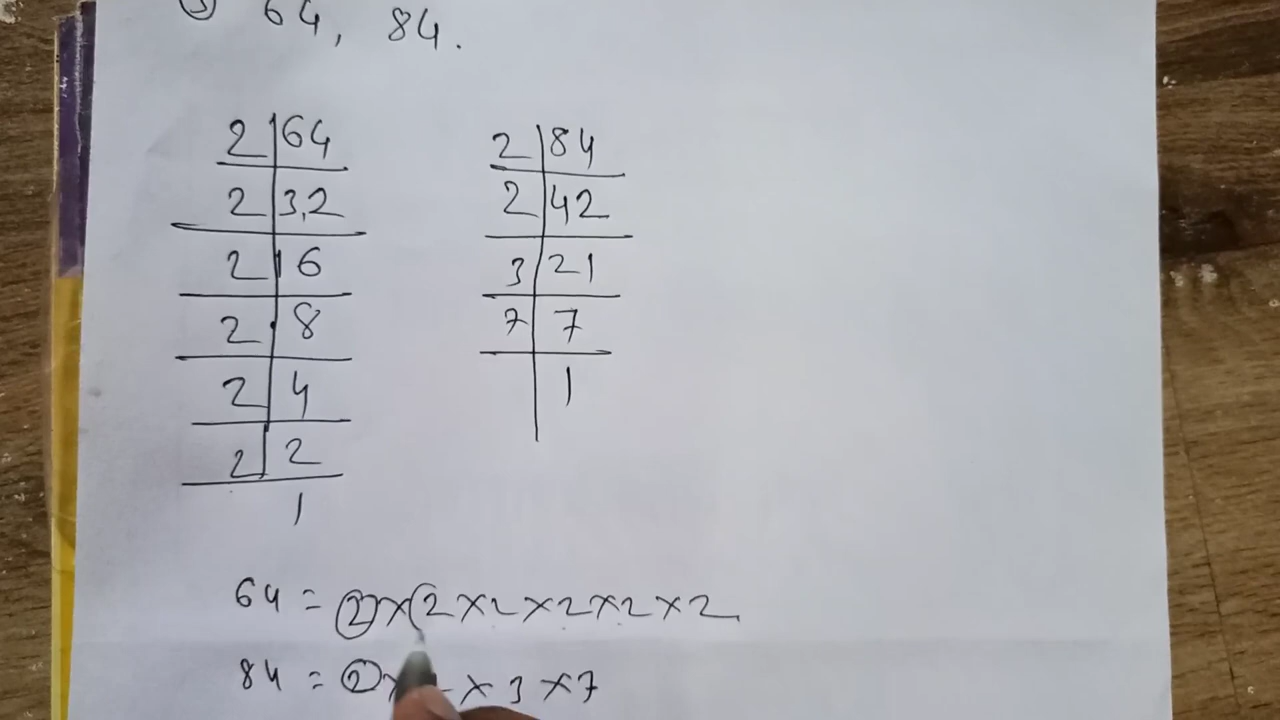 3) 64, 84.
2 | 64
2 | 32
2 | 16
2 | 8
2 | 4
2 | 2
1
2 | 84
2 | 42
3 | 21
7 | 7
1
64 = 2 × 2 × 2 × 2 × 2 × 2
84 = 2 × × 3 × 7